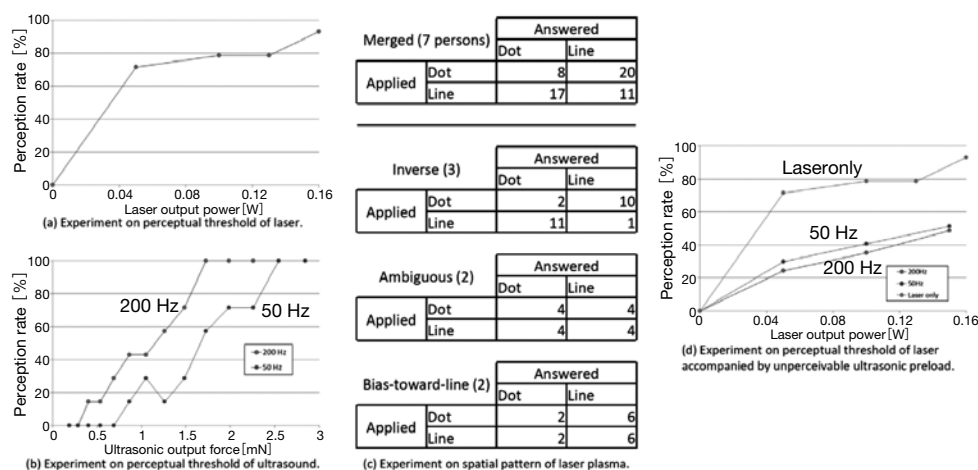 Perception rate [%]
100
80
60
40
20
0
0 0.04 0.08 0.12 0.16
Laser output power[W]
(a) Experiment on perceptual threshold of laser.
Perception rate [%]
100
80
60
40
20
0
200 Hz
50 Hz
200 Hz
50 Hz
0 0.5 1 1.5 2 2.5 3
Ultrasonic output force[mN]
(b) Experiment on perceptual threshold of ultrasound.
Merged (7 persons) Answered
Dot Line
Applied Dot 8 20
Line 17 11
Inverse (3) Answered
Dot Line
Applied Dot 2 10
Line 11 1
Ambiguous (2) Answered
Dot Line
Applied Dot 4 4
Line 4 4
Bias-toward-line (2) Answered
Dot Line
Applied Dot 2 6
Line 2 6
(c) Experiment on spatial pattern of laser plasma.
Perception rate [%]
100
80
60
40
20
0
Laseronly
50 Hz
200 Hz
200Hz
50Hz
Laser only
0 0.04 0.08 0.12 0.16
Laser output power [W]
(d) Experiment on perceptual threshold of laser
accompanied by unperceivable ultrasonic preload.